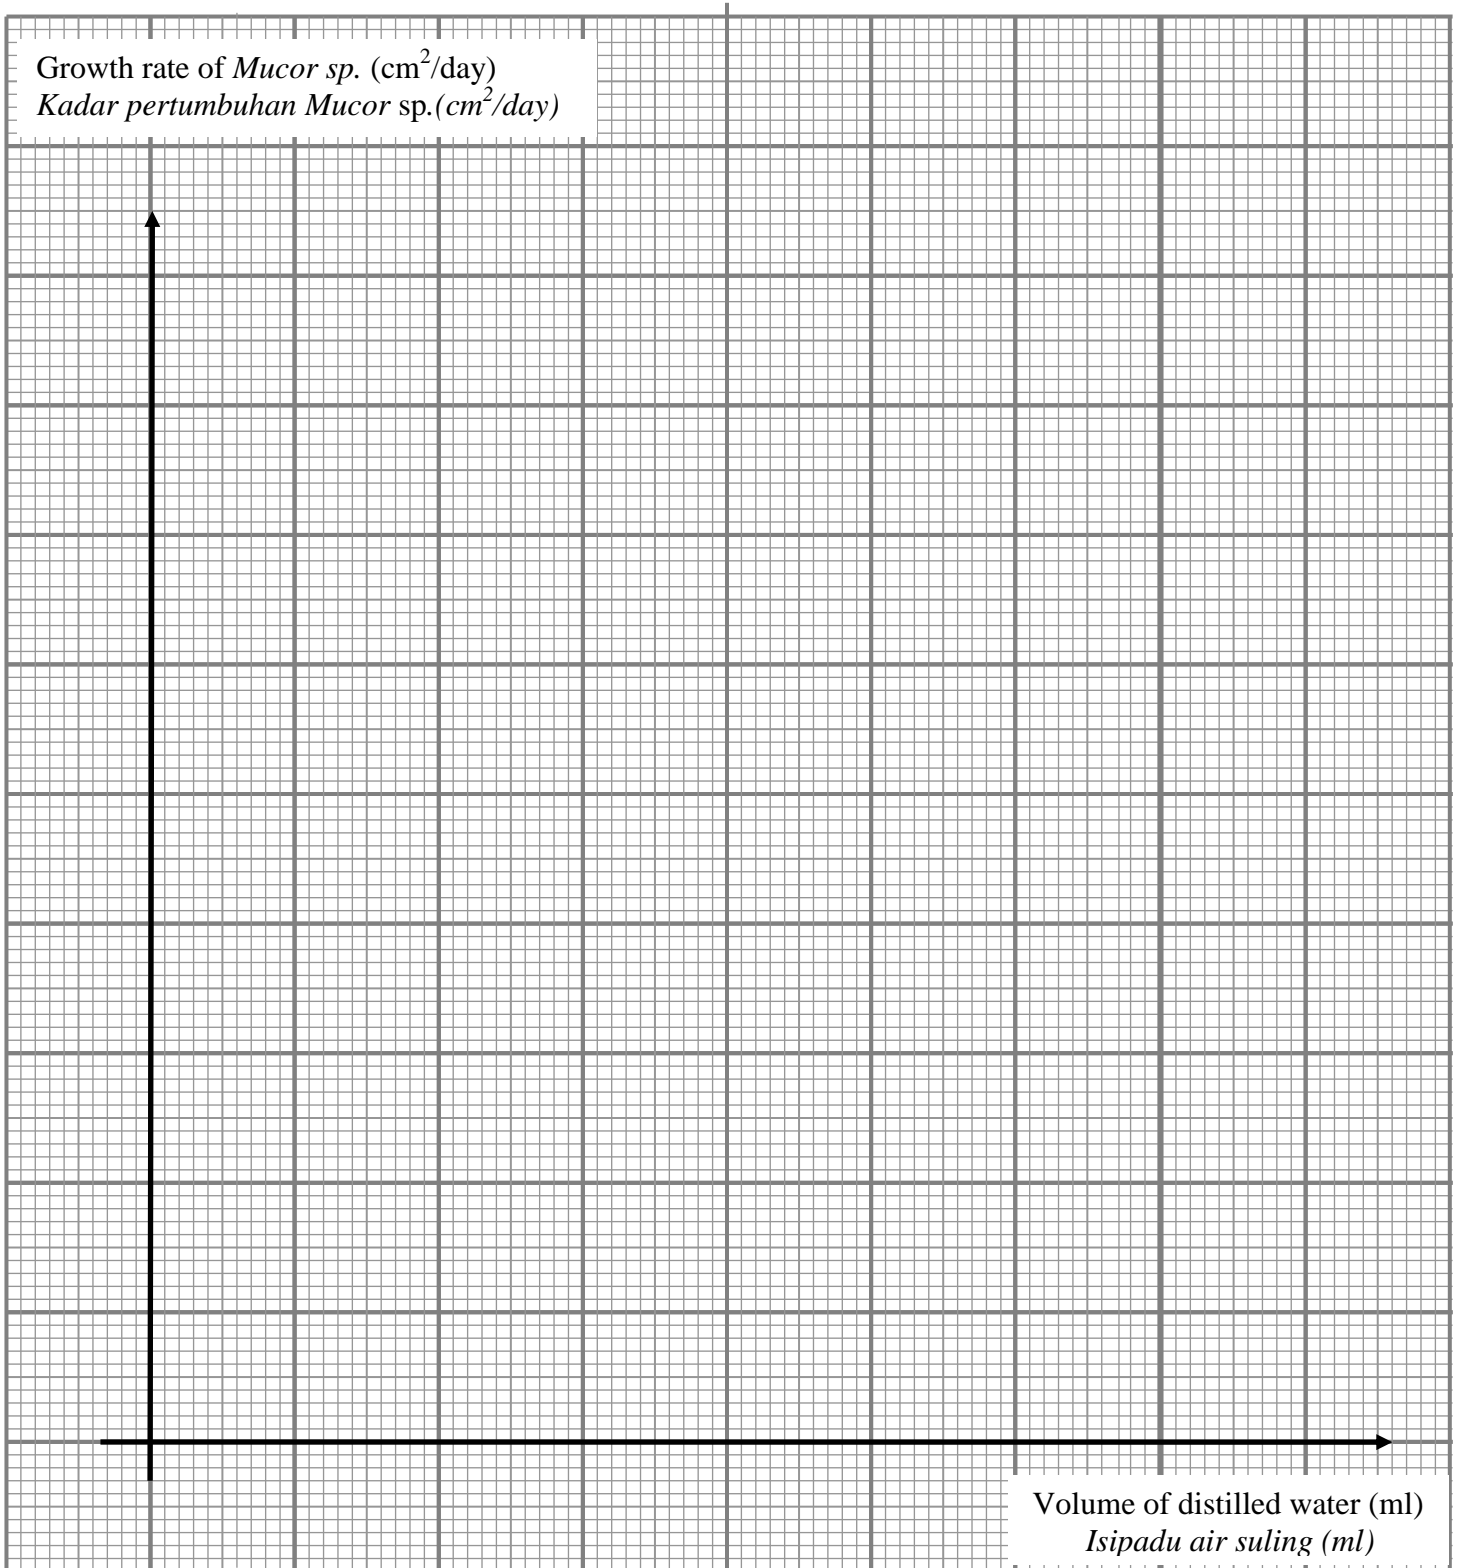 Growth rate of Mucor sp. (cm²/day)
Kadar pertumbuhan Mucor sp.(cm²/day)
Volume of distilled water (ml)
Isipadu air suling (ml)